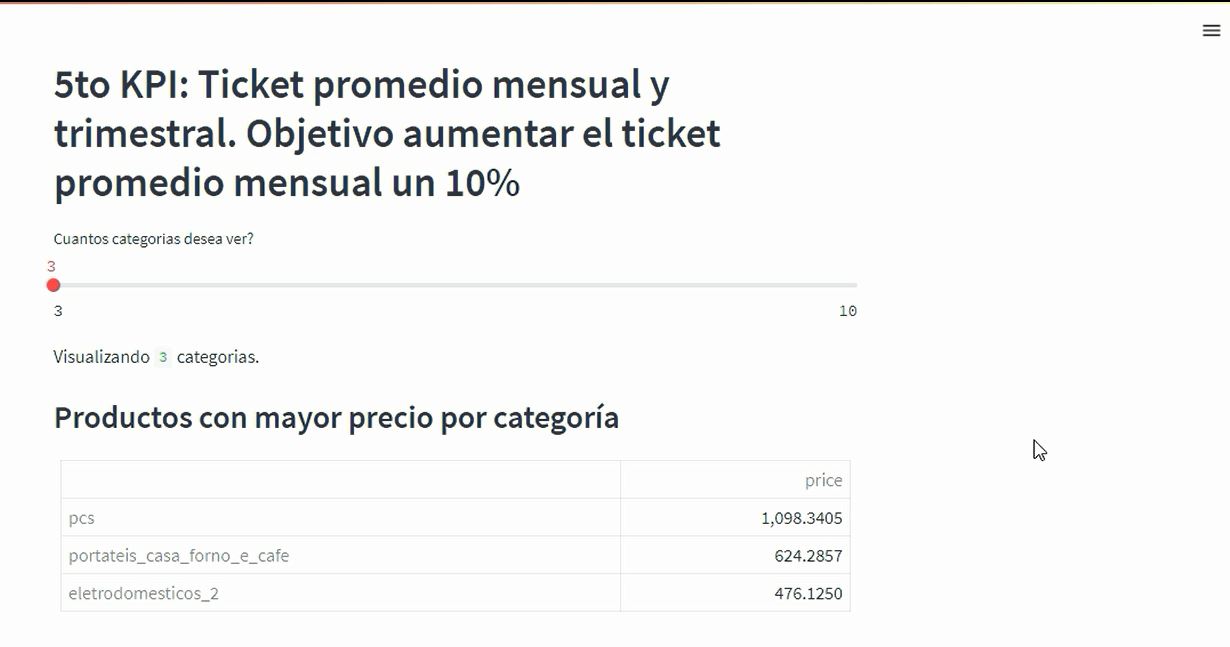 5to KPI: Ticket promedio mensual y
trimestral. Objetivo aumentar el ticket
promedio mensual un 10%
Cuantos categorias desea ver?
3
3 10
Visualizando 3 categorias.
Productos con mayor precio por categoría
price
pcs 1,098.3405
portateis_casa_forno_e_cafe 624.2857
eletrodomesticos_2 476.1250